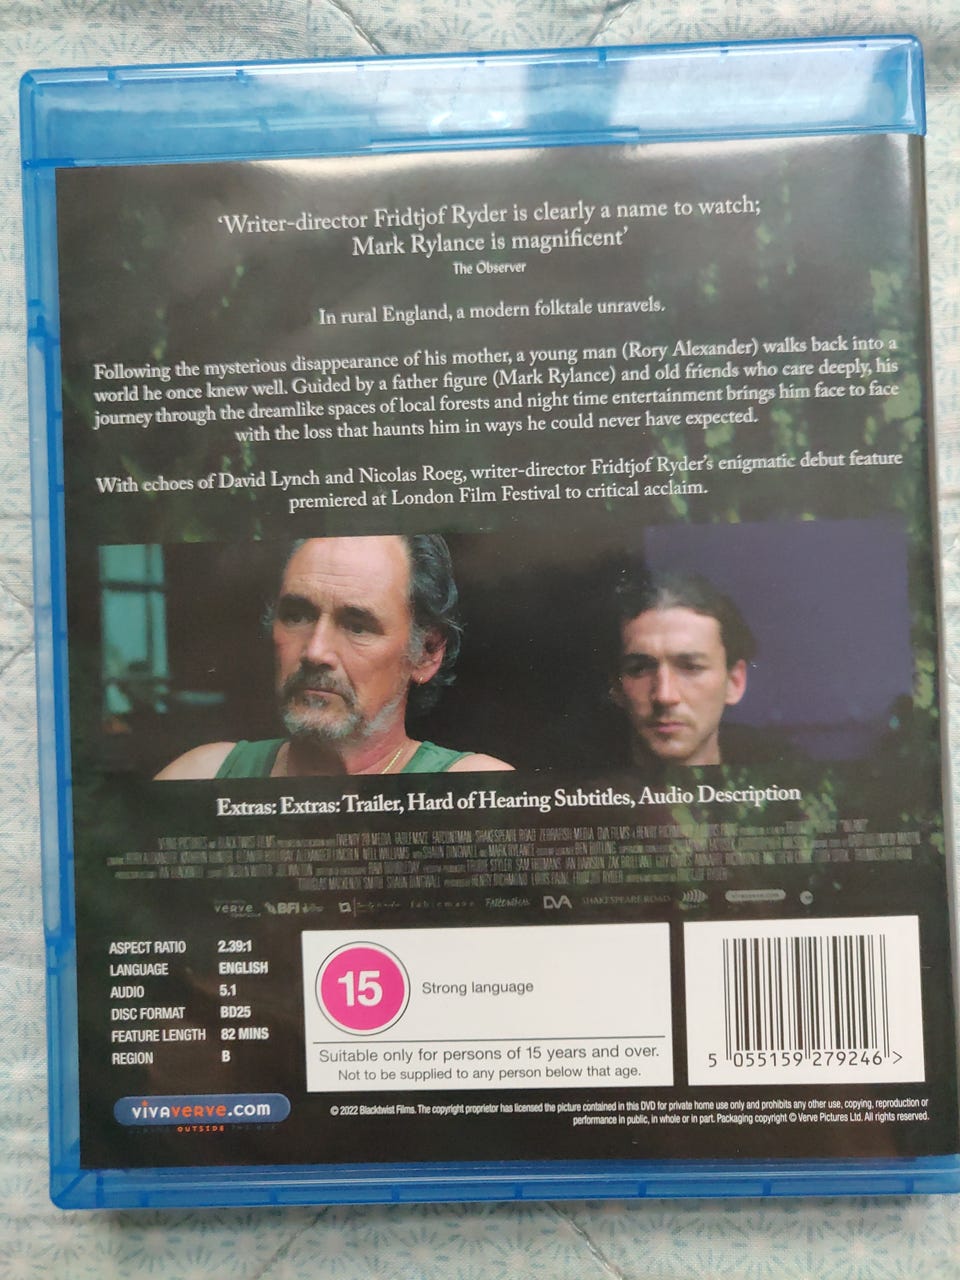 ‘Writer-director Fridtjof Ryder is clearly a name to watch;
Mark Rylance is magnificent’
The Observer
In rural England, a modern folktale unravels.
Following the mysterious disappearance of his mother, a young man (Rory Alexander) walks back into a
world he once knew well. Guided by a father figure (Mark Rylance) and old friends who care deeply, his
journey through the dreamlike spaces of local forests and night time entertainment brings him face to face
with the loss that haunts him in ways he could never have expected.
With echoes of David Lynch and Nicolas Roeg, writer-director Fridtjof Ryder's enigmatic debut feature
premiered at London Film Festival to critical acclaim.
Extras: Extras: Trailer, Hard of Hearing Subtitles, Audio Description
verve BFI DVA SHAKESPEARE ROAD
ASPECT RATIO 2.39:1
LANGUAGE ENGLISH
AUDIO 5.1
DISC FORMAT BD25
FEATURE LENGTH 82 MINS
REGION B
15 Strong language
Suitable only for persons of 15 years and over.
Not to be supplied to any person below that age.
5 055159 279246 >
vivaverve.com
OUTSIDE
© 2022 Blacktwist Films. The copyright proprietor has licensed the picture contained in this DVD for private home use only and prohibits any other use, copying, reproduction or
performance in public, in whole or in part. Packaging copyright © Verve Pictures Ltd. All rights reserved.